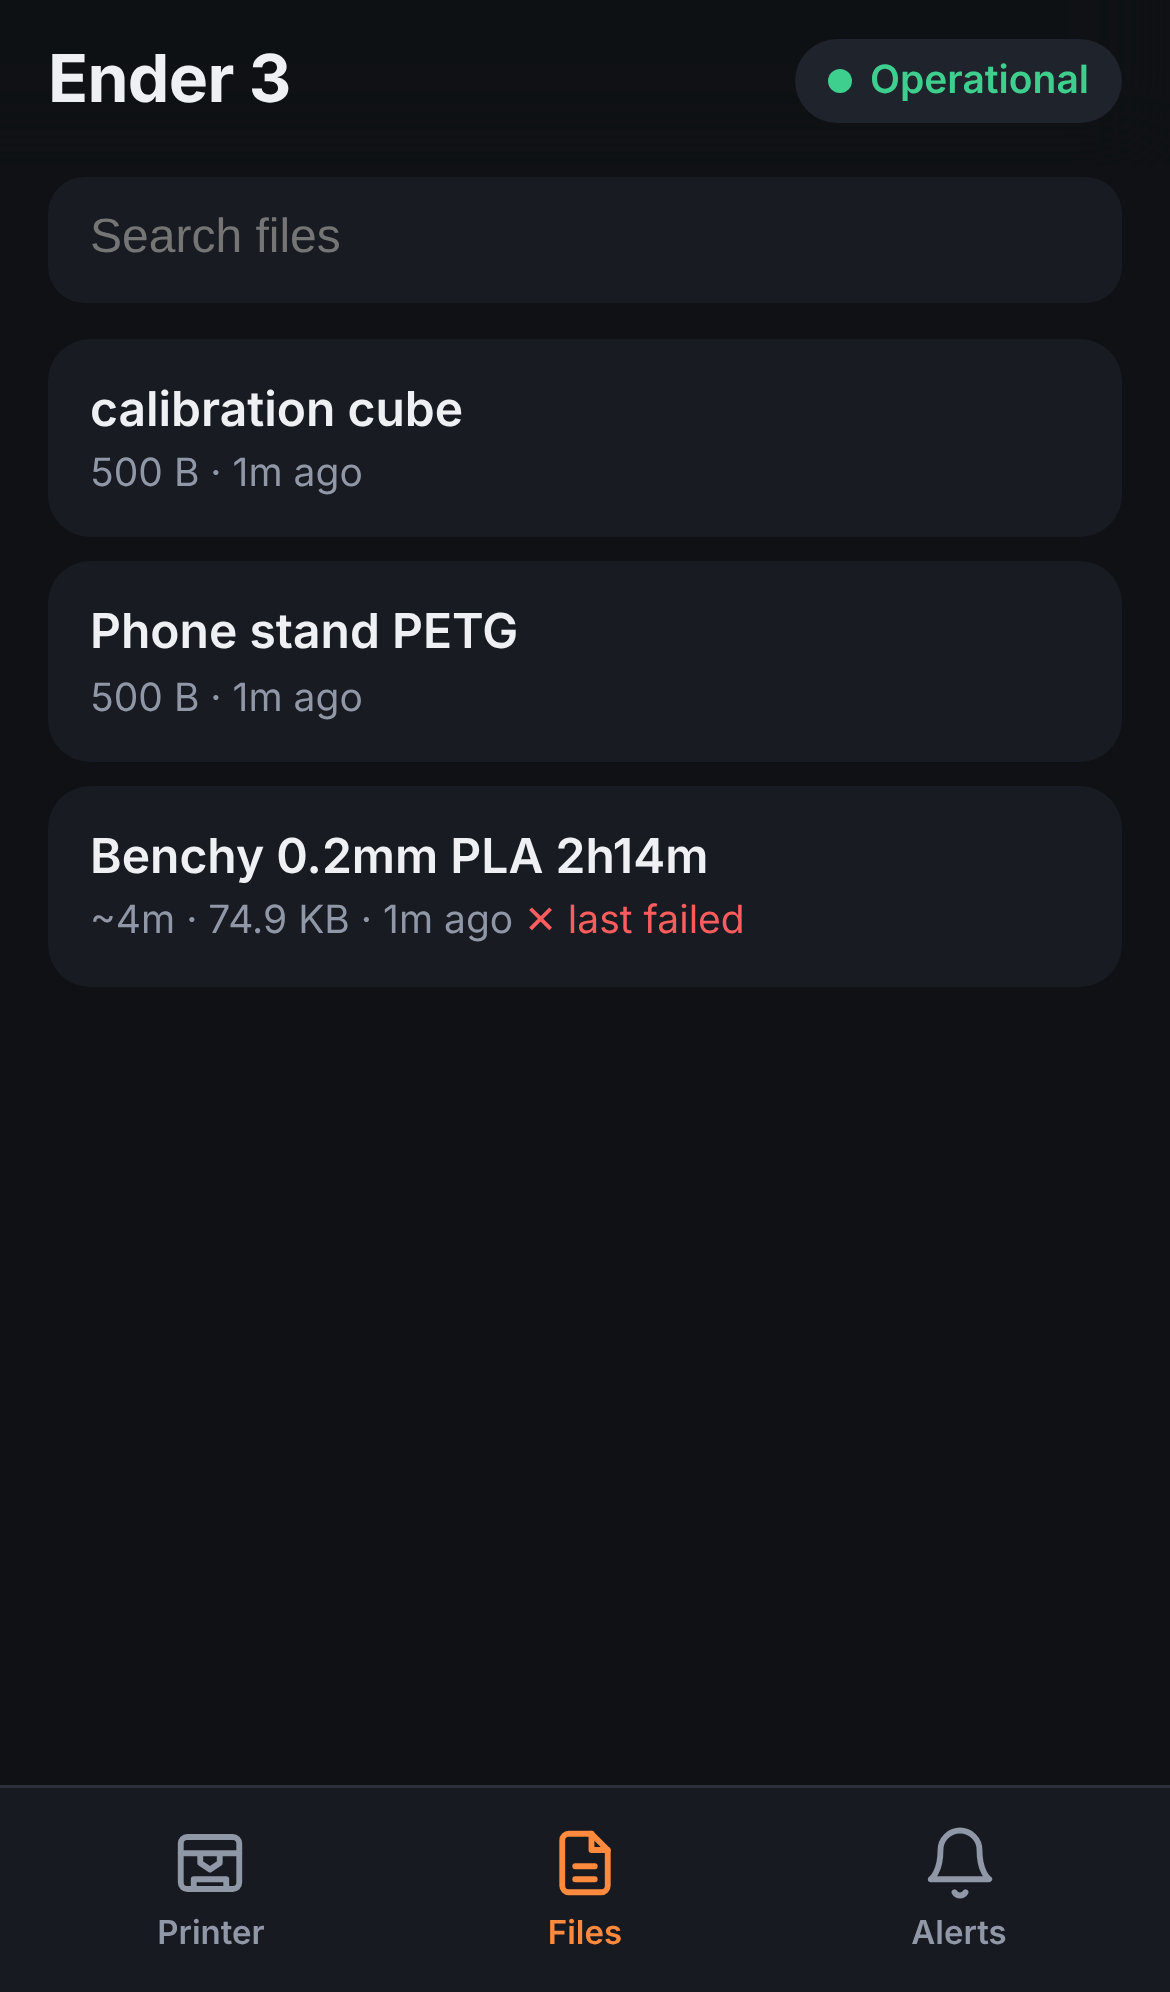 Ender 3
Operational
Search files
calibration cube
500 B · 1m ago
Phone stand PETG
500 B · 1m ago
Benchy 0.2mm PLA 2h14m
~4m · 74.9 KB · 1m ago ✕ last failed
Printer
Files
Alerts